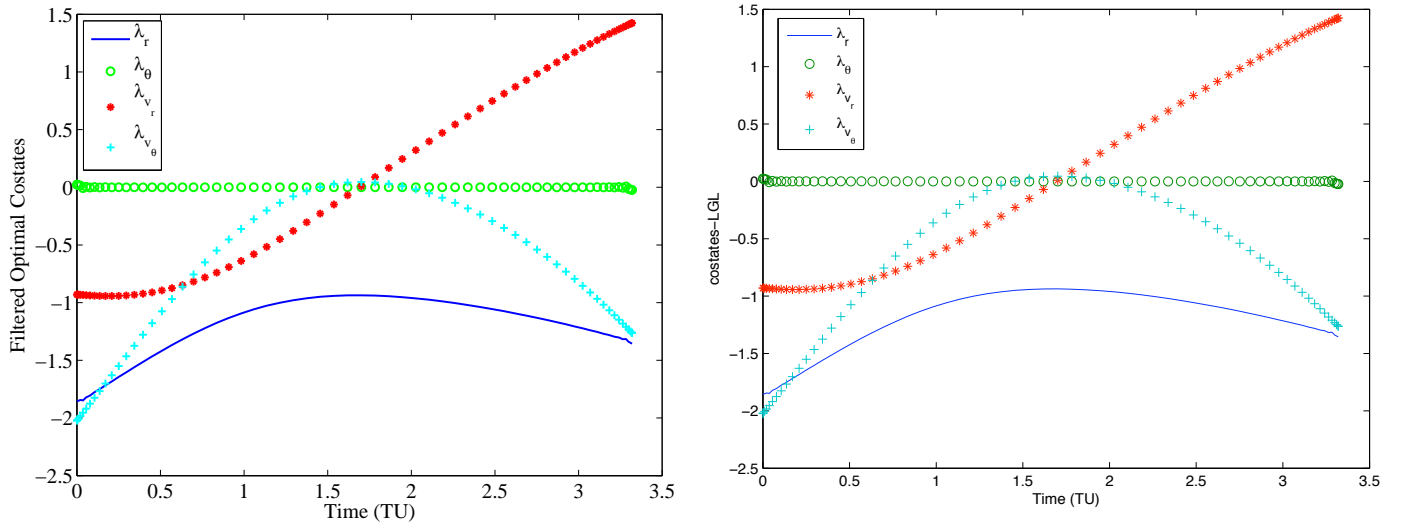 1.5
1
0.5
0
−0.5
−1
−1.5
−2
−2.5
Filtered Optimal Costates
λr
λθ
λvr
λvθ
0 0.5 1 1.5 2 2.5 3 3.5
Time (TU)
1.5
1
0.5
0
−0.5
−1
−1.5
−2
−2.5
costates−LGL
λr
λθ
λvr
λvθ
0 0.5 1 1.5 2 2.5 3 3.5
Time (TU)